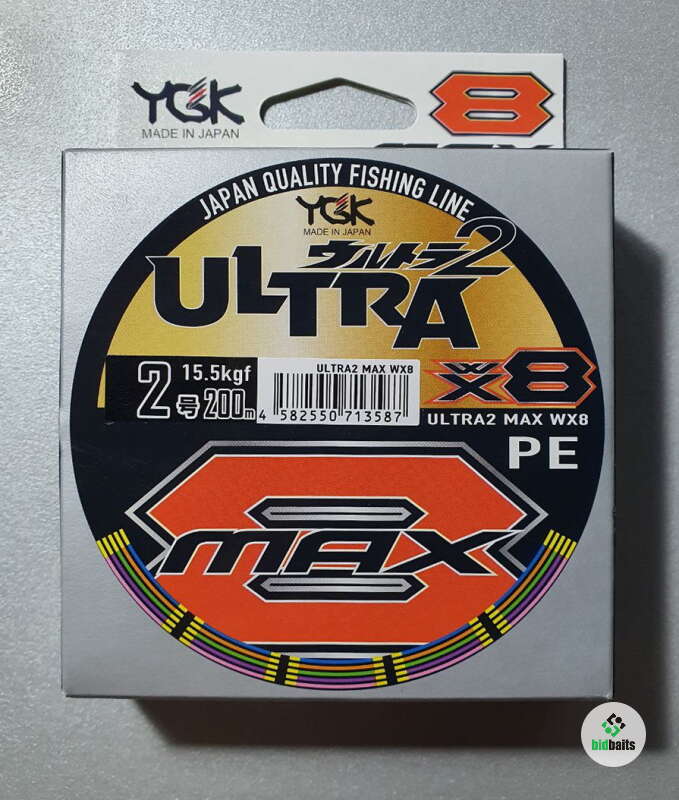 YGK
MADE IN JAPAN
8
JAPAN QUALITY FISHING LINE
YGK
MADE IN JAPAN
ウルトラ2
ULTRA
2号 15.5kgf 200m
ULTRA2 MAX WX8
4 582550 713587
WX8
ULTRA2 MAX WX8
PE
MAX
bidbaits